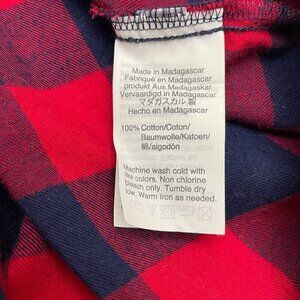 Made in Madagascar
Fabriqué en Madagascar
produkt Aus Madagaskar
Vervaardigd in Madagascar
マダガスカル 製
Hecho en Madagascar
100% Cotton/Coton/
Baumwolle/Katoen/
綿/algodón
Machine wash cold with
like colors. Non chlorine
bleach only. Tumble dry
low. Warm iron as needed.